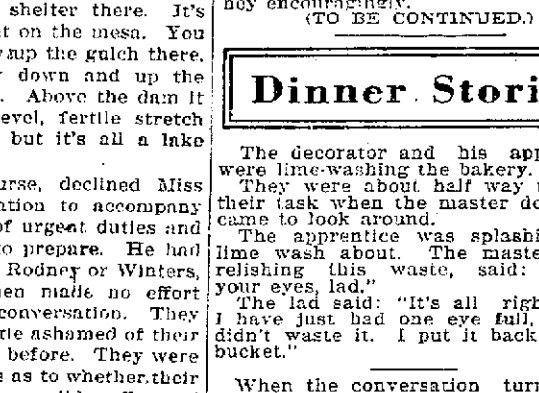 shelter there. It's
t on the mesa. You
up the gulch there,
down and up the
Above the dam it
evel, fertile stretch
but it's all a lake
urse, declined Miss
ation to accompany
of urgent duties and
to prepare. He had
Rodney or Winters,
en made no effort
conversation. They
tle ashamed of their
before. They were
e as to whether their
ney encouragingly.
(TO BE CONTINUED.)
Dinner Stori
The decorator and his app
were lime-washing the bakery.
They were about half way
their task when the master de
came to look around.
The apprentice was splashi
lime wash about. The maste
relishing this waste, said:
your eyes, lad."
The lad said: "It's all righ
I have just had one eye full,
didn't waste it. I put it back
bucket."
When the conversation turn